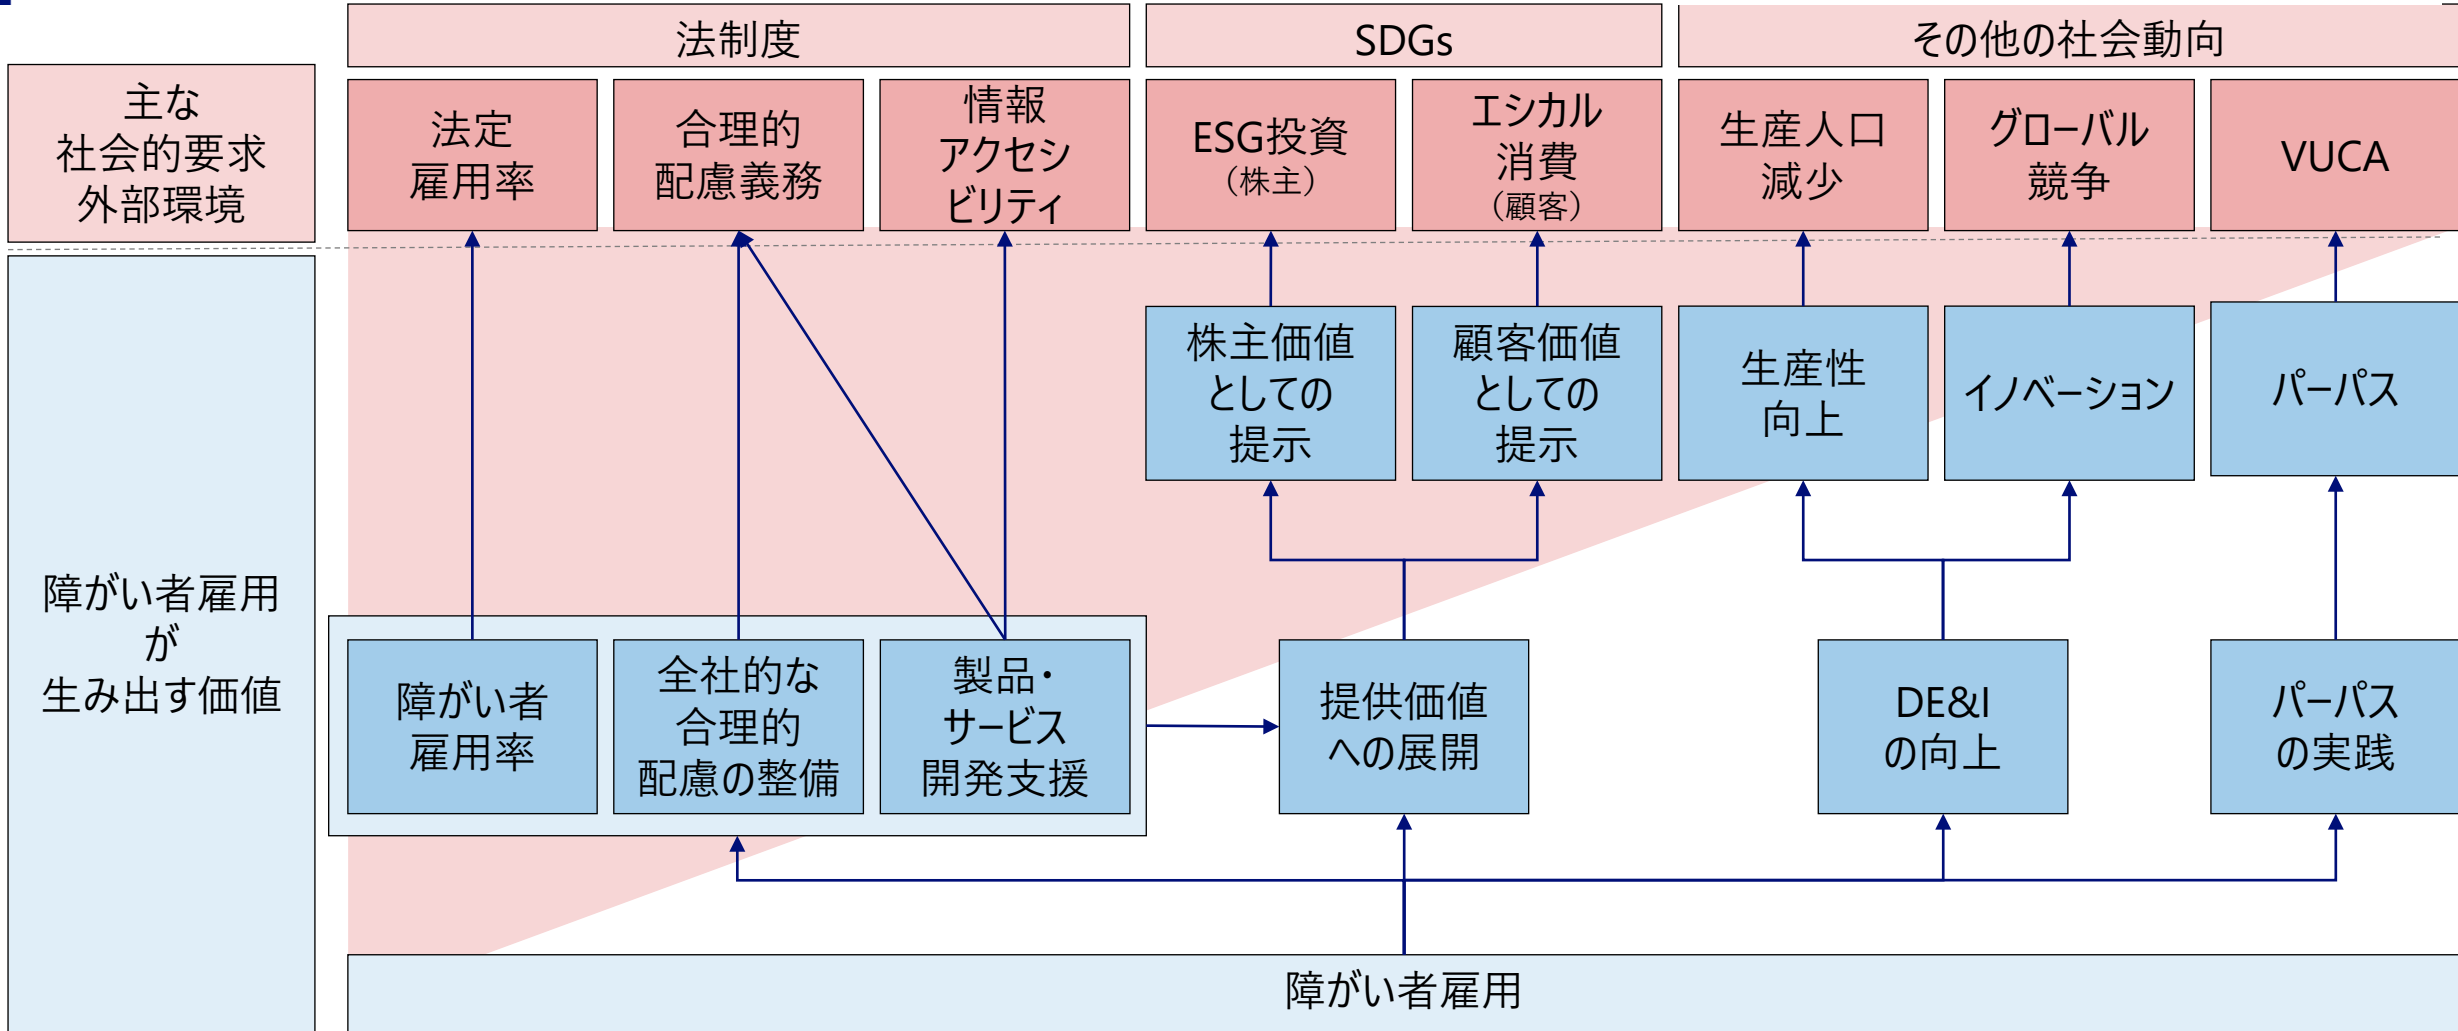 法制度
SDGs
その他の社会動向
主な
社会的要求
外部環境
法定
雇用率
合理的
配慮義務
情報
アクセシ
ビリティ
ESG投資
（株主）
エシカル
消費
（顧客）
生産人口
減少
グローバル
競争
VUCA
障がい者雇用
が
生み出す価値
株主価値
としての
提示
顧客価値
としての
提示
生産性
向上
イノベーション
パーパス
障がい者
雇用率
全社的な
合理的
配慮の整備
製品・
サービス
開発支援
提供価値
への展開
DE&I
の向上
パーパス
の実践
障がい者雇用